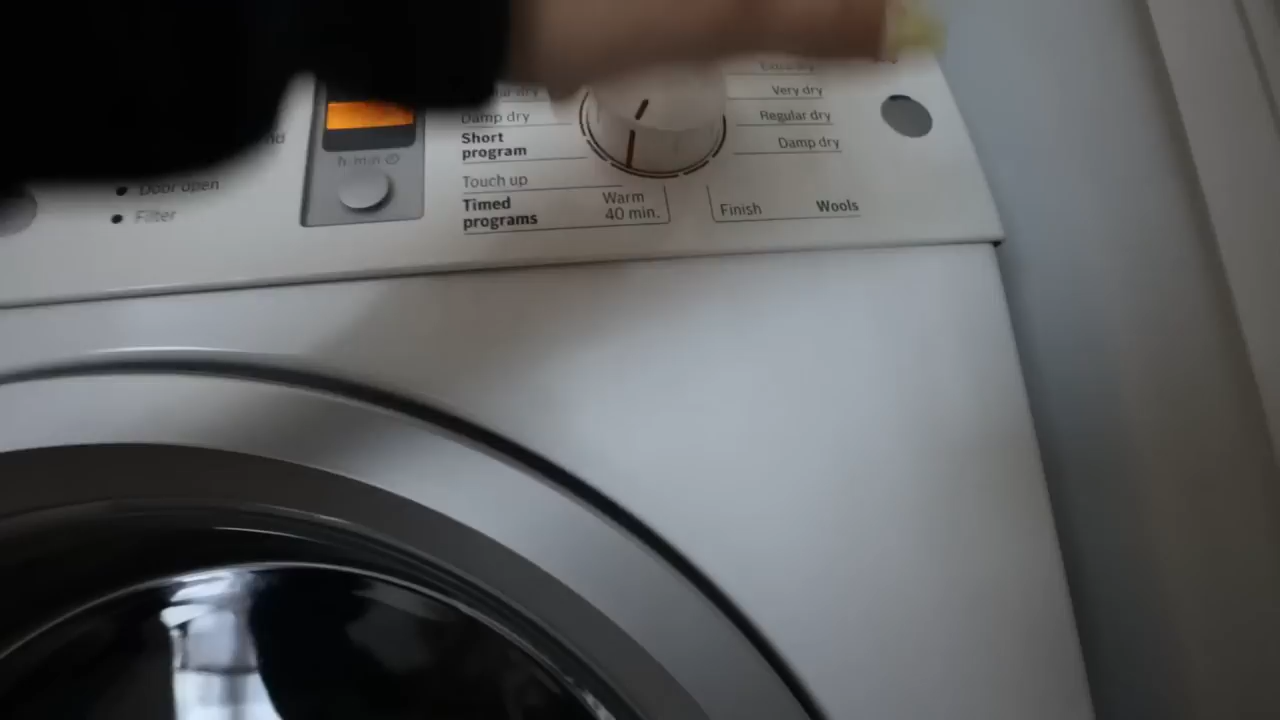 Very dry
Damp dry
Regular dry
Short
program
Damp dry
Touch up
Door open
Timed
programs
Warm
40 min.
Finish
Wools
Filter